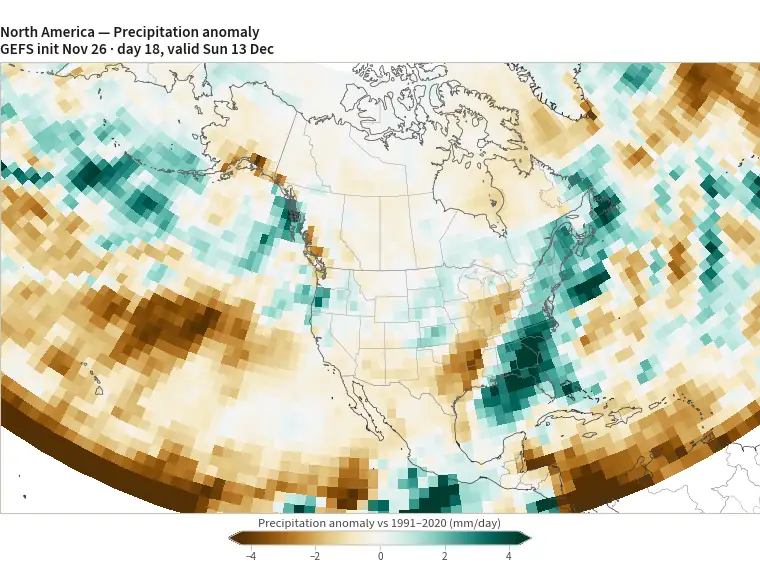 North America — Precipitation anomaly
GEFS init Nov 26 · day 18, valid Sun 13 Dec
Precipitation anomaly vs 1991–2020 (mm/day)
−4 −2 0 2 4